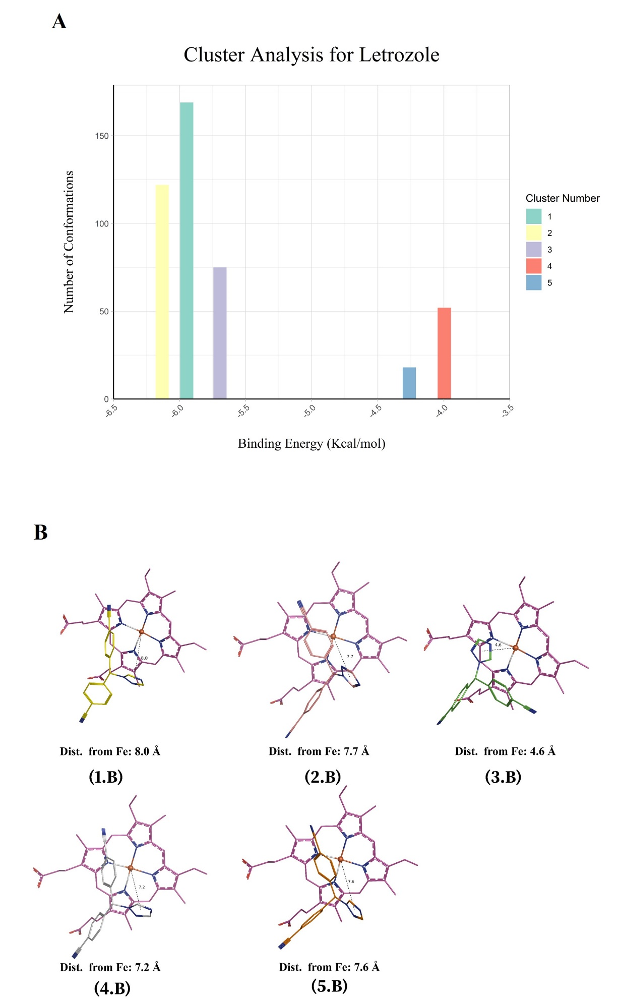 A
Cluster Analysis for Letrozole
Number of Conformations
150
100
50
0
-6.5
-6.0
-5.5
-5.0
-4.5
-4.0
-3.5
Binding Energy (Kcal/mol)
Cluster Number
1
2
3
4
5
B
8.0
7.7
4.6
Dist. from Fe: 8.0 Å
Dist. from Fe: 7.7 Å
Dist. from Fe: 4.6 Å
(1.B)
(2.B)
(3.B)
7.2
7.6
Dist. from Fe: 7.2 Å
Dist. from Fe: 7.6 Å
(4.B)
(5.B)